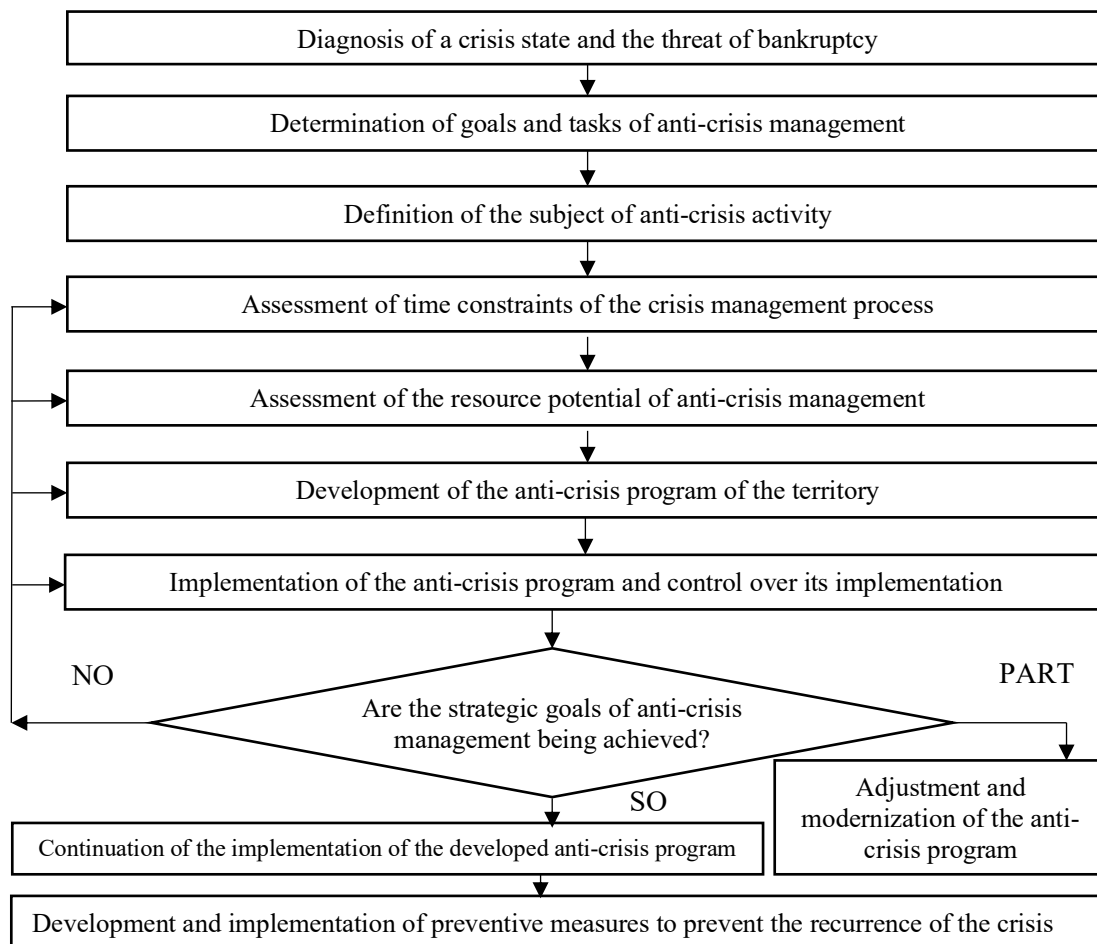 Diagnosis of a crisis state and the threat of bankruptcy
Determination of goals and tasks of anti-crisis management
Definition of the subject of anti-crisis activity
Assessment of time constraints of the crisis management process
Assessment of the resource potential of anti-crisis management
Development of the anti-crisis program of the territory
Implementation of the anti-crisis program and control over its implementation
NO
PART
Are the strategic goals of anti-crisis
management being achieved?
SO
Adjustment and
modernization of the anti-
crisis program
Continuation of the implementation of the developed anti-crisis program
Development and implementation of preventive measures to prevent the recurrence of the crisis